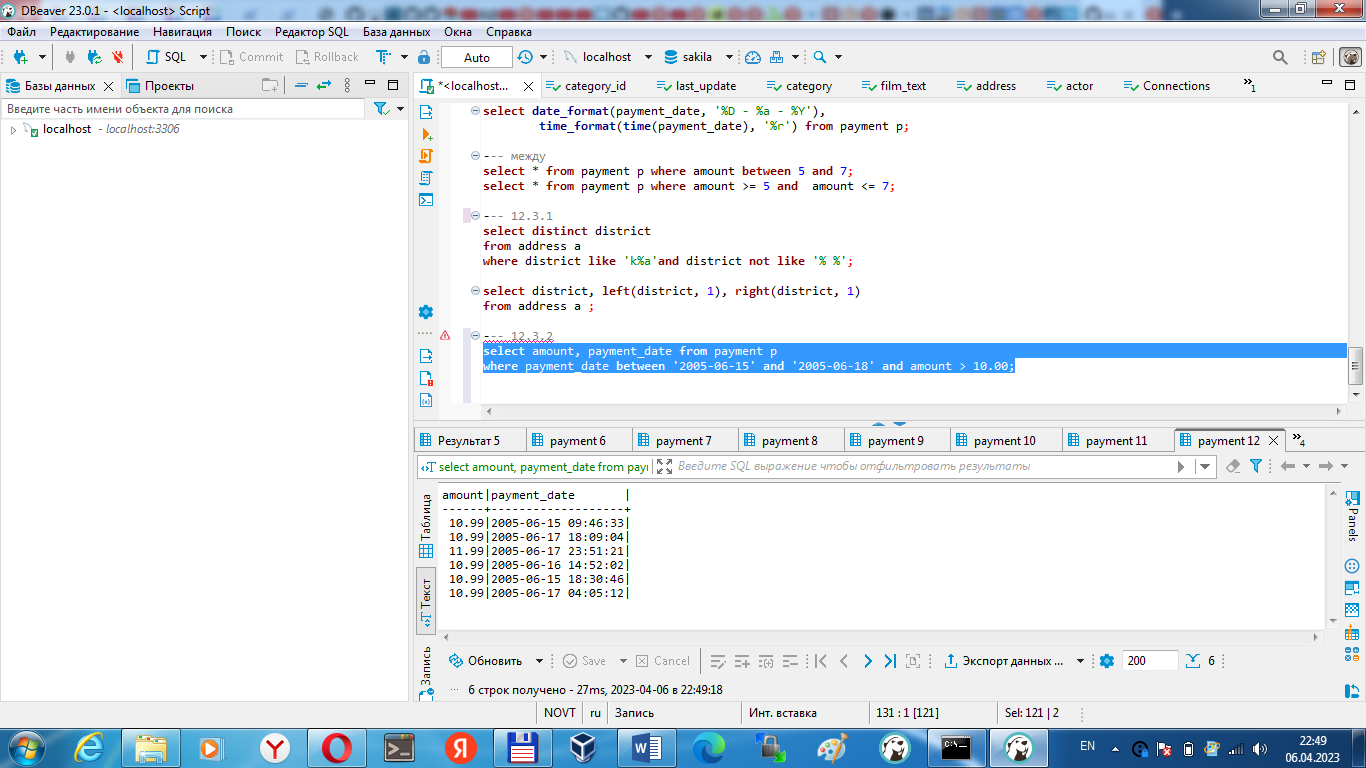 DBeaver 23.0.1 - <localhost> Script
Файл Редактирование Навигация Поиск Редактор SQL База данных Окна Справка
SQL Commit Rollback Auto localhost sakila
Базы данных Проекты
*<localhost... category_id last_update category film_text address actor Connections »1
Введите часть имени объекта для поиска
localhost - localhost:3306
select date_format(payment_date, '%D - %a - %Y'),
time_format(time(payment_date), '%r') from payment p;
--- между
select * from payment p where amount between 5 and 7;
select * from payment p where amount >= 5 and  amount <= 7;
--- 12.3.1
select distinct district
from address a
where district like 'k%a'and district not like '% %';
select district, left(district, 1), right(district, 1)
from address a ;
--- 12.3.2
select amount, payment_date from payment p
where payment_date between '2005-06-15' and '2005-06-18' and amount > 10.00;
Результат 5 payment 6 payment 7 payment 8 payment 9 payment 10 payment 11 payment 12 »4
select amount, payment_date from payı Введите SQL выражение чтобы отфильтровать результаты
Таблица
Текст
Запись
Panels
amount|payment_date       |
------+-------------------+
10.99|2005-06-15 09:46:33|
10.99|2005-06-17 18:09:04|
11.99|2005-06-17 23:51:21|
10.99|2005-06-16 14:52:02|
10.99|2005-06-15 18:30:46|
10.99|2005-06-17 04:05:12|
Обновить Save Cancel Экспорт данных ... 200 6
6 строк получено - 27ms, 2023-04-06 в 22:49:18
NOVT ru Запись Инт. вставка 131 : 1 [121] Sel: 121 | 2
EN 22:49
06.04.2023